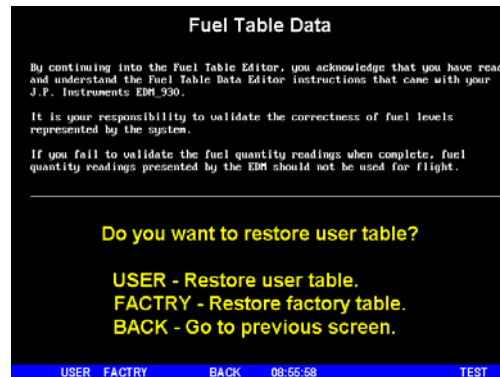 Fuel Table Data
By continuing into the Fuel Table Editor, you acknowledge that you have read
and understand the Fuel Table Data Editor instructions that came with your
J.P. Instruments EDM_930.
It is your responsibility to validate the correctness of fuel levels
represented by the system.
If you fail to validate the fuel quantity readings when complete, fuel
quantity readings presented by the EDM should not be used for flight.
Do you want to restore user table?
USER - Restore user table.
FACTRY - Restore factory table.
BACK - Go to previous screen.
USER FACTRY BACK 08:55:58 TEST